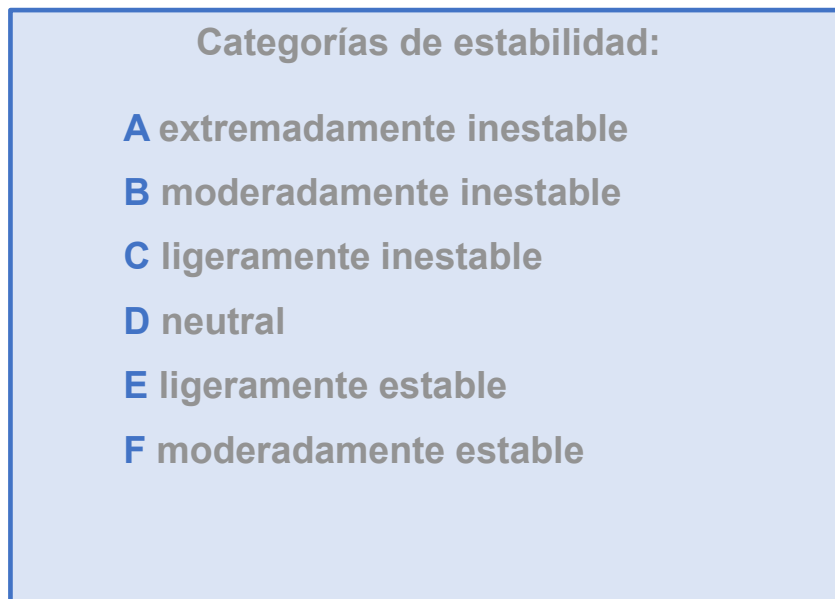 Categorías de estabilidad:
A extremadamente inestable
B moderadamente inestable
C ligeramente inestable
D neutral
E ligeramente estable
F moderadamente estable